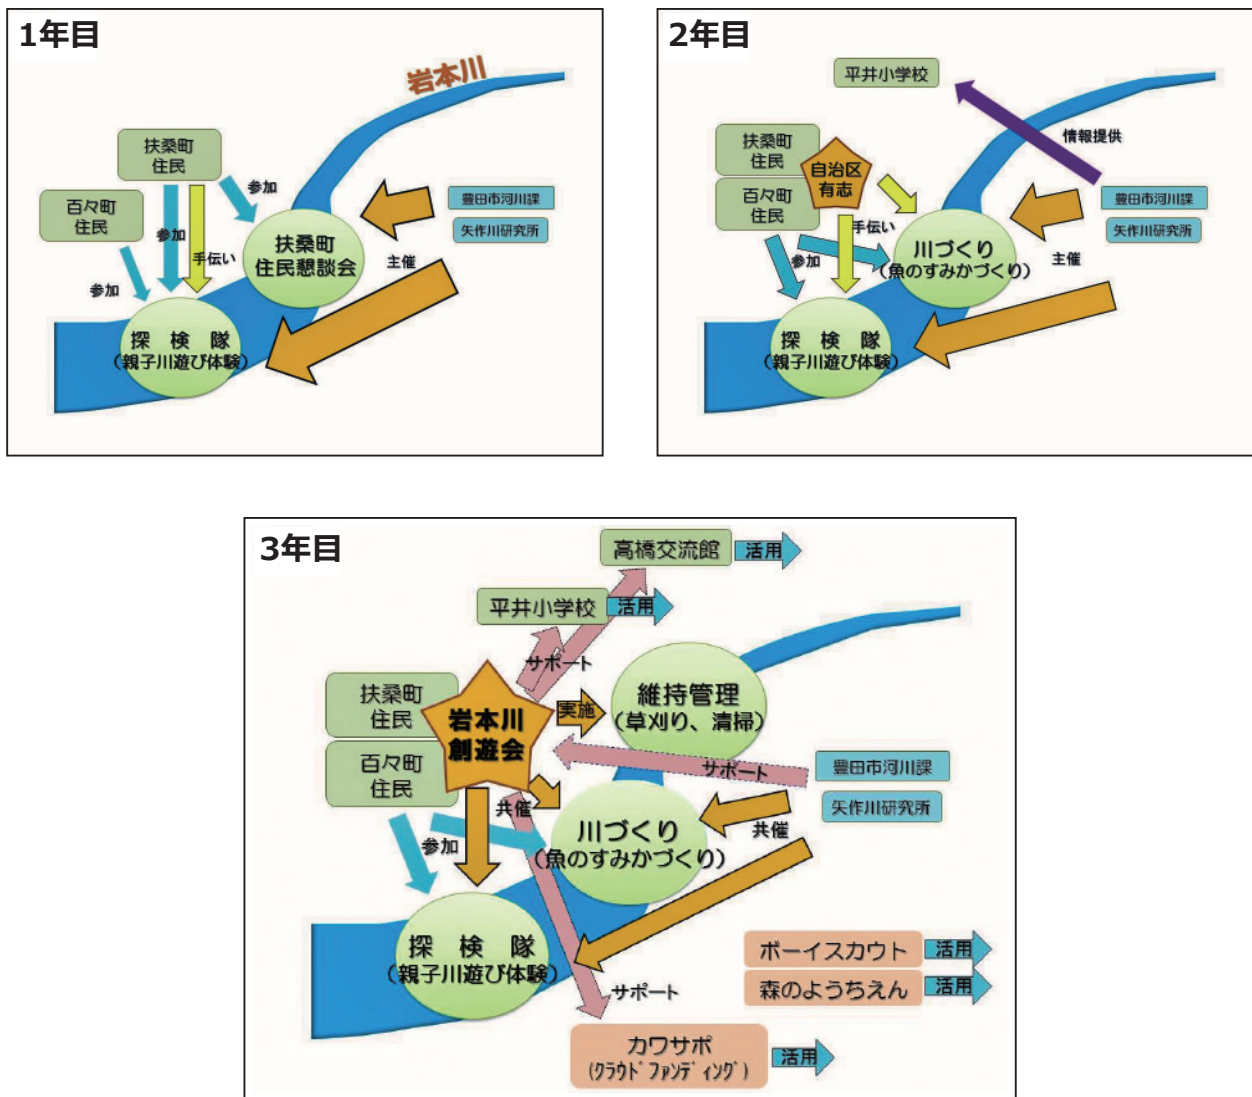 1年目
岩本川
扶桑町
住民
百々町
住民
参加
参加
手伝い
参加
扶桑町
住民懇談会
豊田市河川課
矢作川研究所
主催
探 検 隊
(親子川遊び体験)
2年目
平井小学校
情報提供
扶桑町
住民
百々町
住民
自治区
有志
手伝い
参加
川づくり
(魚のすみかづくり)
豊田市河川課
矢作川研究所
主催
探 検 隊
(親子川遊び体験)
3年目
高橋交流館
活用
平井小学校
活用
サポート
扶桑町
住民
百々町
住民
岩本川
創遊会
実施
維持管理
(草刈り、清掃)
サポート
豊田市河川課
矢作川研究所
共催
共催
参加
川づくり
(魚のすみかづくり)
探 検 隊
(親子川遊び体験)
サポート
ボーイスカウト
活用
森のようちえん
活用
カワサポ
(クラウドファンディング)
活用